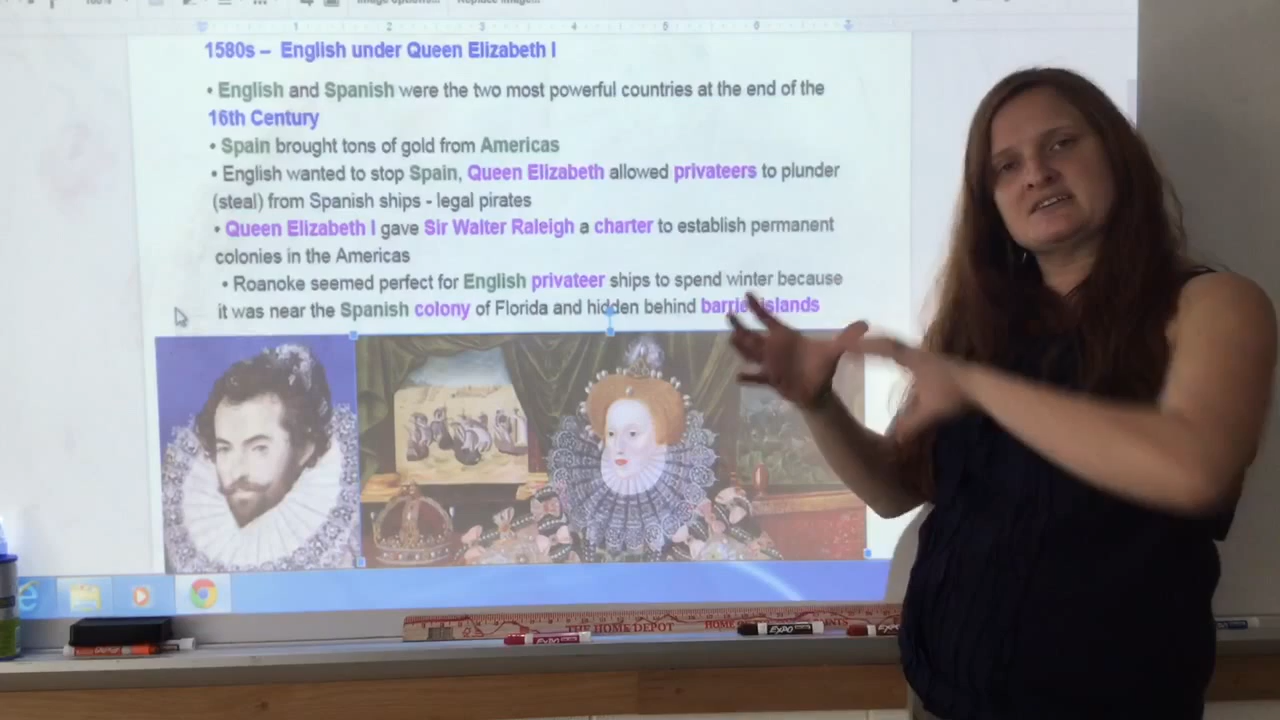 1580s – English under Queen Elizabeth I
• English and Spanish were the two most powerful countries at the end of the
16th Century
• Spain brought tons of gold from Americas
• English wanted to stop Spain, Queen Elizabeth allowed privateers to plunder
(steal) from Spanish ships - legal pirates
• Queen Elizabeth I gave Sir Walter Raleigh a charter to establish permanent
colonies in the Americas
• Roanoke seemed perfect for English privateer ships to spend winter because
it was near the Spanish colony of Florida and hidden behind barrier islands
THE HOME DEPOT
EXPO
EXPO
EXPO